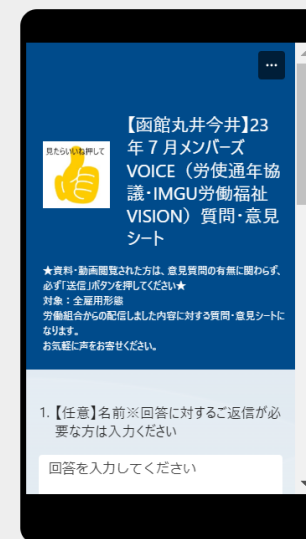 …
見たらいいね押して
【函館丸井今井】23
年７月メンバーズ
VOICE（労使通年協
議･IMGU労働福祉
VISION）質問･意見
シート
★資料･動画閲覧された方は、意見質問の有無に関わらず、
必ず｢送信｣ボタンを押してください★
対象：全雇用形態
労働組合からの配信しました内容に対する質問･意見シートに
なります。
お気軽に声をお寄せください。
1.【任意】名前※回答に対するご返信が必
要な方は入力ください
回答を入力してください